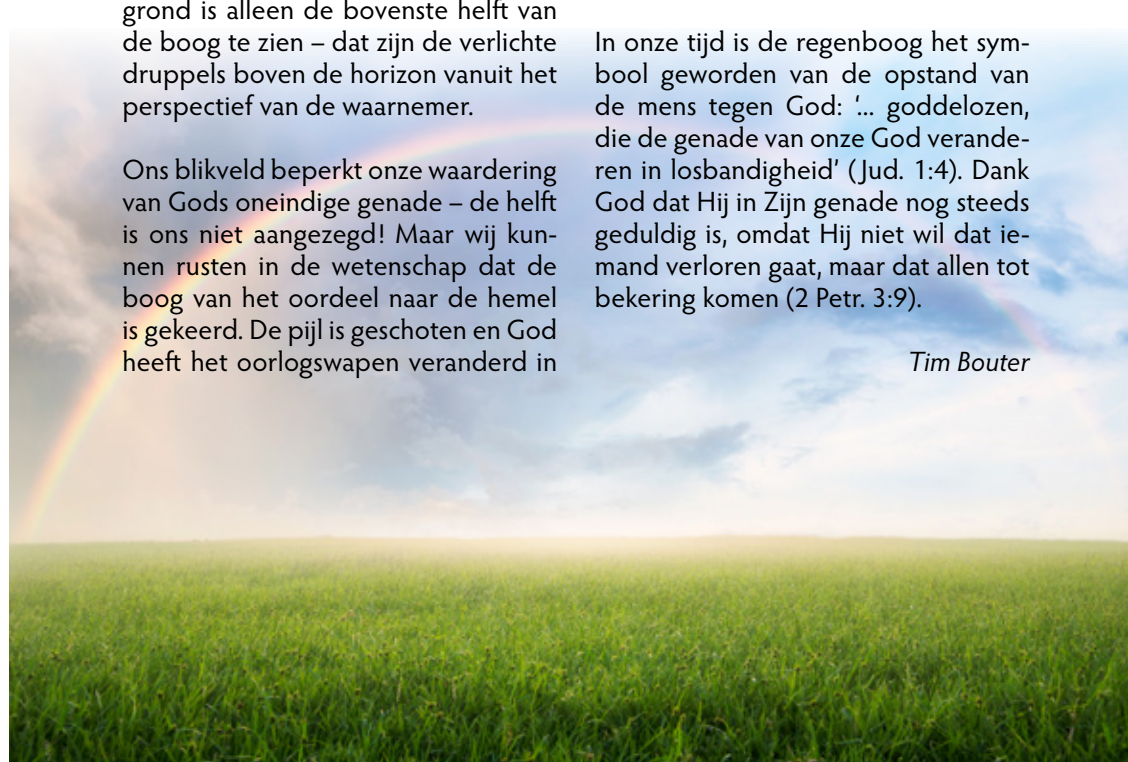 grond is alleen de bovenste helft van
de boog te zien – dat zijn de verlichte
druppels boven de horizon vanuit het
perspectief van de waarnemer.
Ons blikveld beperkt onze waardering
van Gods oneindige genade – de helft
is ons niet aangezegd! Maar wij kun-
nen rusten in de wetenschap dat de
boog van het oordeel naar de hemel
is gekeerd. De pijl is geschoten en God
heeft het oorlogswapen veranderd in
In onze tijd is de regenboog het sym-
bool geworden van de opstand van
de mens tegen God: ‘... goddelozen,
die de genade van onze God verande-
ren in losbandigheid’ (Jud. 1:4). Dank
God dat Hij in Zijn genade nog steeds
geduldig is, omdat Hij niet wil dat ie-
mand verloren gaat, maar dat allen tot
bekering komen (2 Petr. 3:9).
Tim Bouter